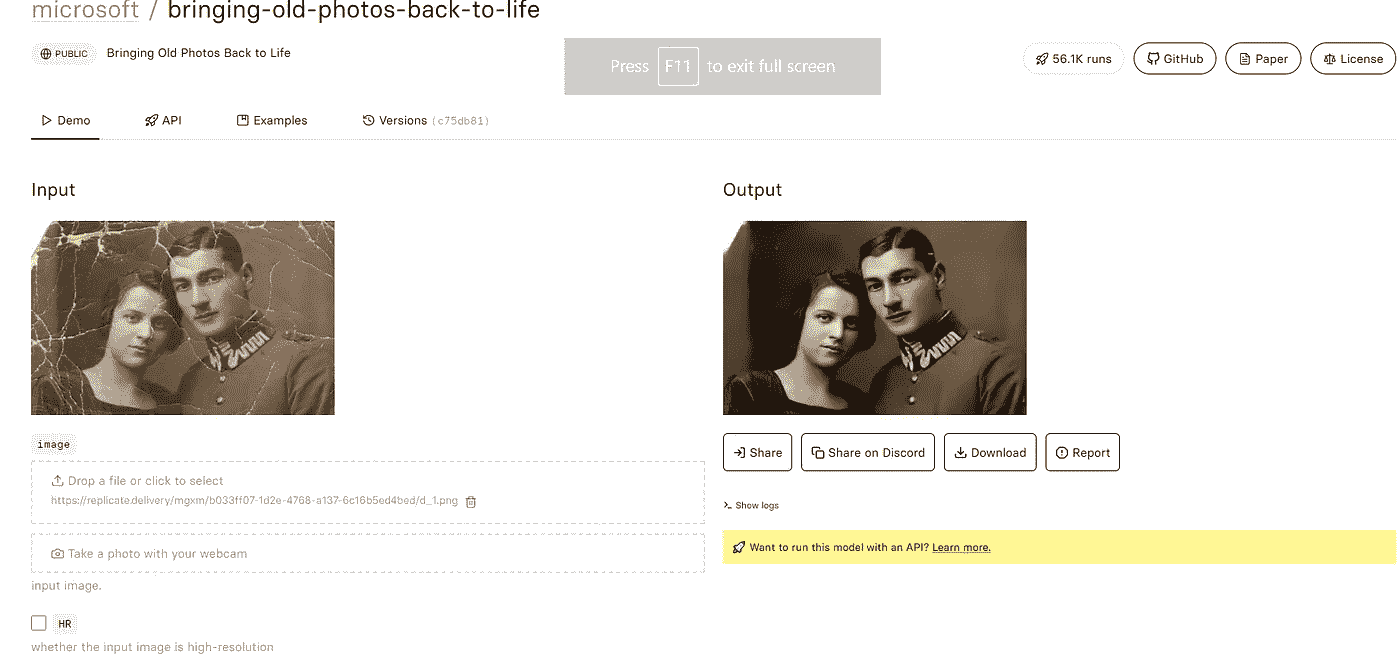 microsoft / bringing-old-photos-back-to-life
PUBLIC Bringing Old Photos Back to Life
Press F11 to exit full screen
56.1K runs GitHub Paper License
Demo API Examples Versions (c75db81)
Input
Output
image
Drop a file or click to select
https://replicate.delivery/mgxm/b033ff07-1d2e-4768-a137-6c16b5ed4bed/d_1.png
Take a photo with your webcam
input image.
HR
whether the input image is high-resolution
Share Share on Discord Download Report
Show logs
Want to run this model with an API? Learn more.